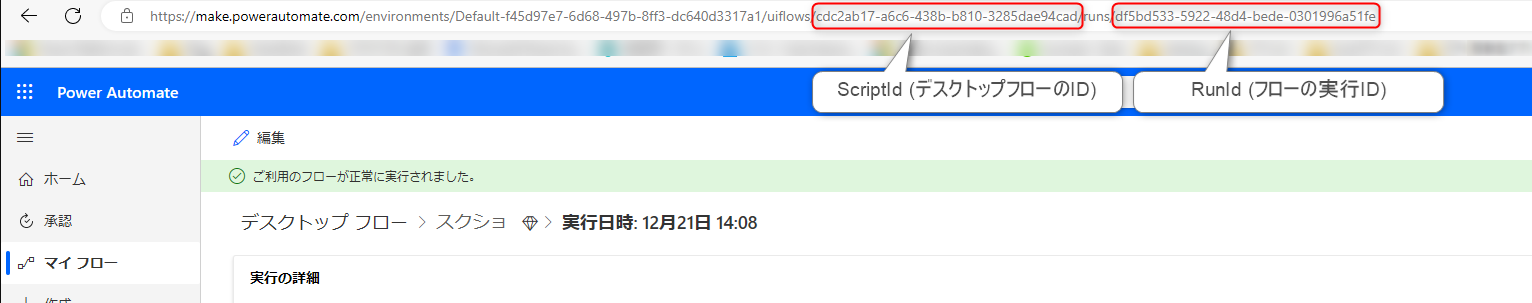 https://make.powerautomate.com/environments/Default-f45d97e7-6d68-497b-8ff3-dc640d3317a1/uiflows/cdc2ab17-a6c6-438b-b810-3285dae94cad/runs/df5bd533-5922-48d4-bede-0301996a51fe
ScriptId (デスクトップフローのID)
RunId (フローの実行ID)
Power Automate
編集
ご利用のフローが正常に実行されました。
ホーム
承認
マイ フロー
デスクトップ フロー > スクショ > 実行日時: 12月21日 14:08
実行の詳細